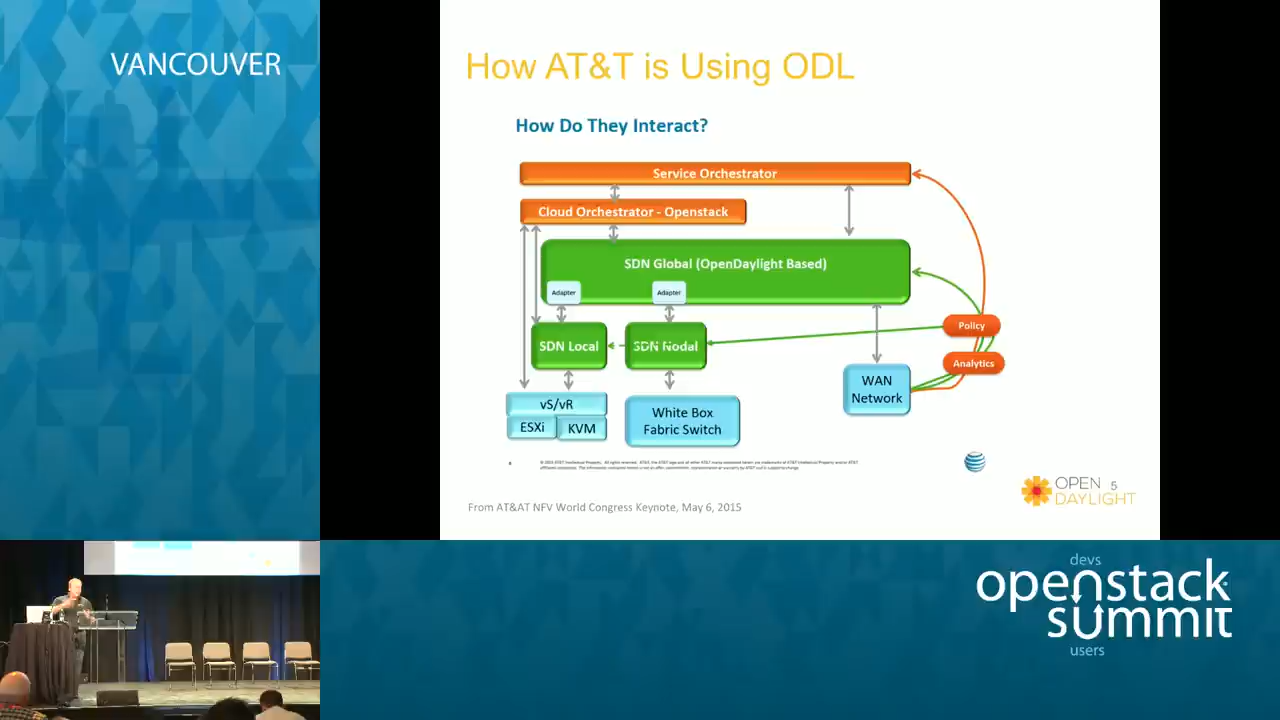 VANCOUVER
How AT&T is Using ODL
How Do They Interact?
Service Orchestrator
Cloud Orchestrator - Openstack
SDN Global (OpenDaylight Based)
Adapter
Adapter
Policy
SDN Local
SDN Nodal
Analytics
WAN
Network
vS/vR
ESXi
KVM
White Box
Fabric Switch
OPEN
DAYLIGHT
5
From AT&AT NFV World Congress Keynote, May 6, 2015
devs
openstack
summit
users